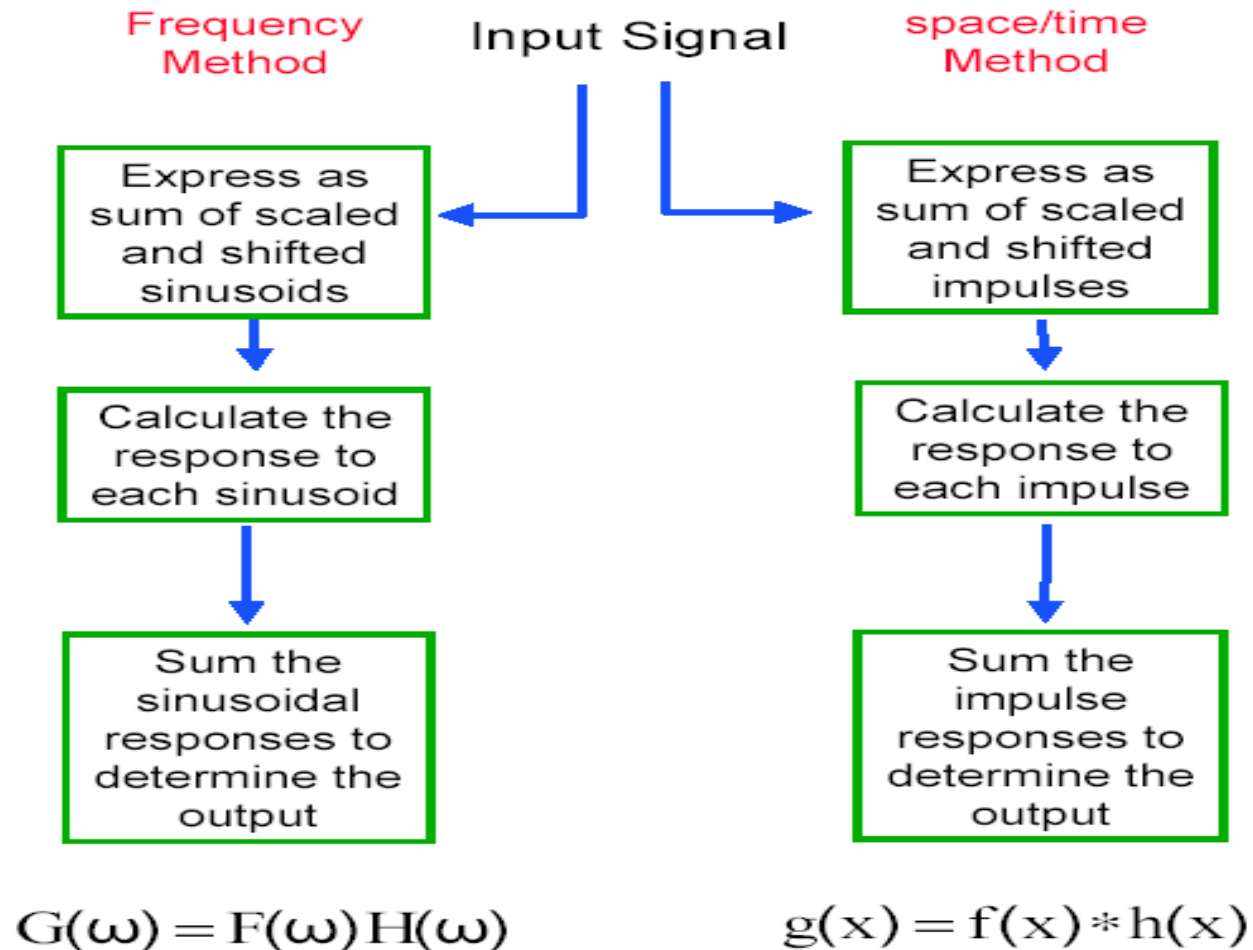 Frequency
Method
Input Signal
space/time
Method
Express as
sum of scaled
and shifted
sinusoids
Calculate the
response to
each sinusoid
Sum the
sinusoidal
responses to
determine the
output
G(ω) = F(ω)H(ω)
Express as
sum of scaled
and shifted
impulses
Calculate the
response to
each impulse
Sum the
impulse
responses to
determine the
output
g(x) = f(x)*h(x)